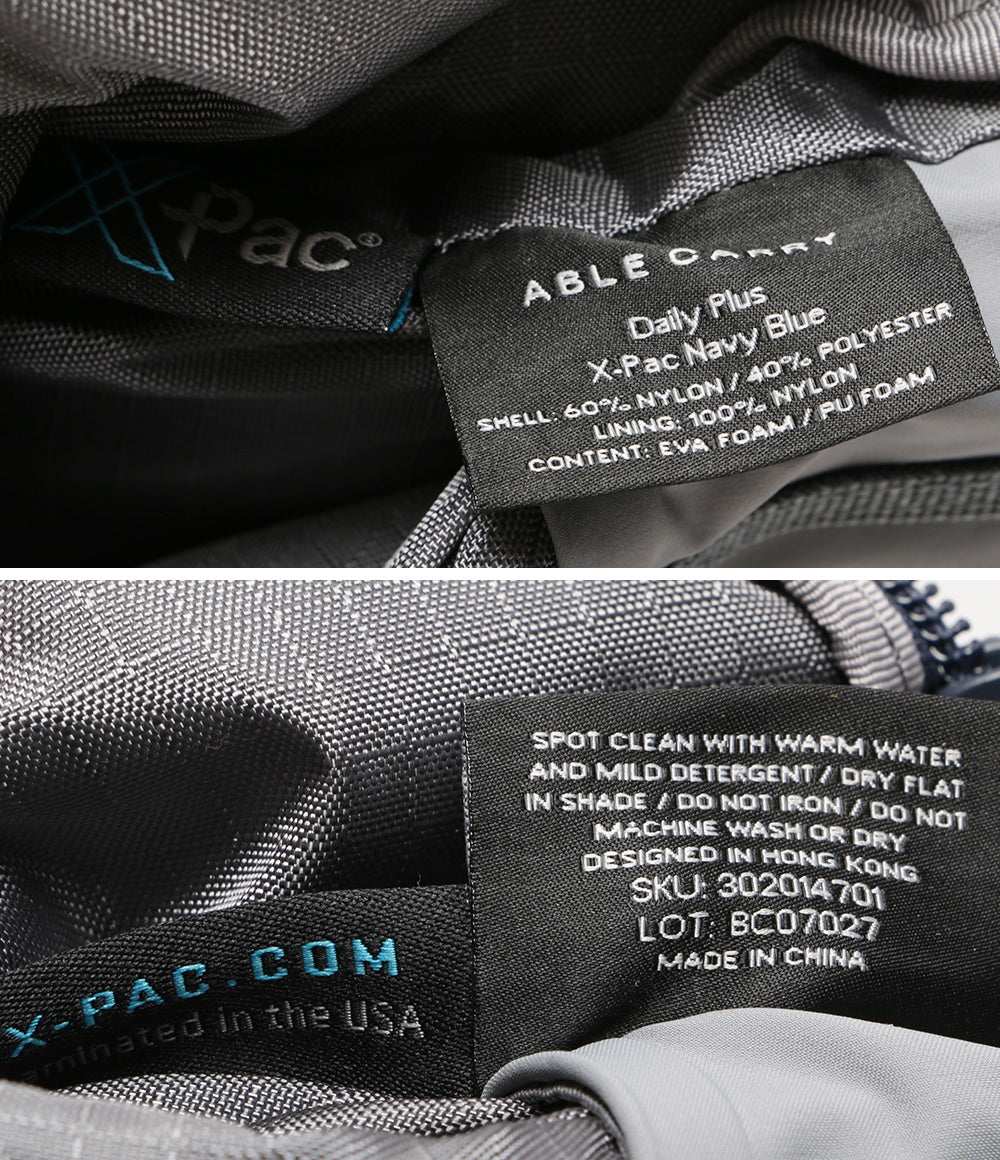 X-Pac®
ABLE CARRY
Daily Plus
X-Pac Navy Blue
SHELL: 60% NYLON / 40% POLYESTER
LINING: 100% NYLON
CONTENT: EVA FOAM / PU FOAM
SPOT CLEAN WITH WARM WATER
AND MILD DETERGENT / DRY FLAT
IN SHADE / DO NOT IRON / DO NOT
MACHINE WASH OR DRY
DESIGNED IN HONG KONG
SKU: 302014701
LOT: BC07027
MADE IN CHINA
X-PAC.COM
in the USA